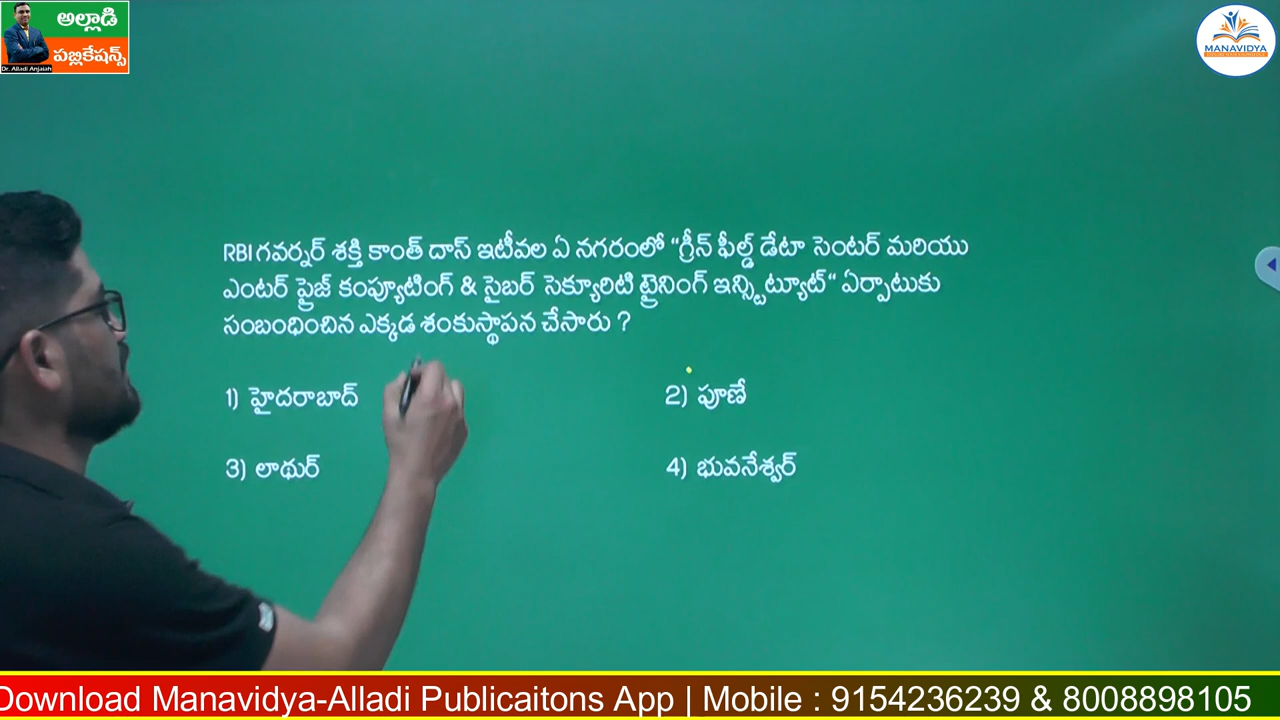 అల్లాడి
పబ్లికేషన్స్
Dr. Alladi Anjaiah
MANAVIDYA
RBI గవర్నర్ శక్తి కాంత్ దాస్ ఇటీవల ఏ నగరంలో “గ్రీన్ ఫీల్డ్ డేటా సెంటర్ మరియు
ఎంటర్ ప్రైజ్ కంప్యూటింగ్ & సైబర్ సెక్యూరిటి ట్రైనింగ్ ఇన్స్టిట్యూట్“ ఏర్పాటుకు
సంబంధించిన ఎక్కడ శంకుస్థాపన చేసారు ?
1) హైదరాబాద్
2) పూణే
3) లాథుర్
4) భువనేశ్వర్
Download Manavidya-Alladi Publicaitons App | Mobile : 9154236239 & 8008898105